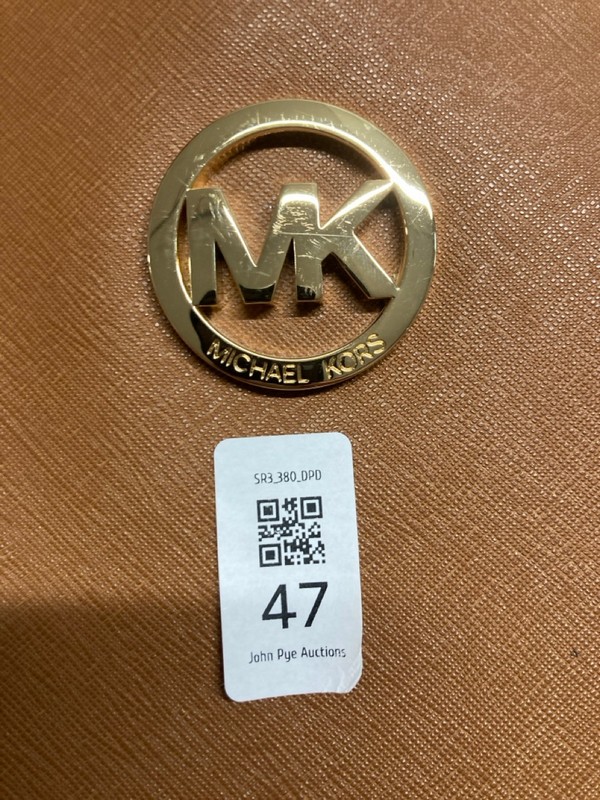 MK
MICHAEL KORS
SR3_380_DPD
47
John Pye Auctions